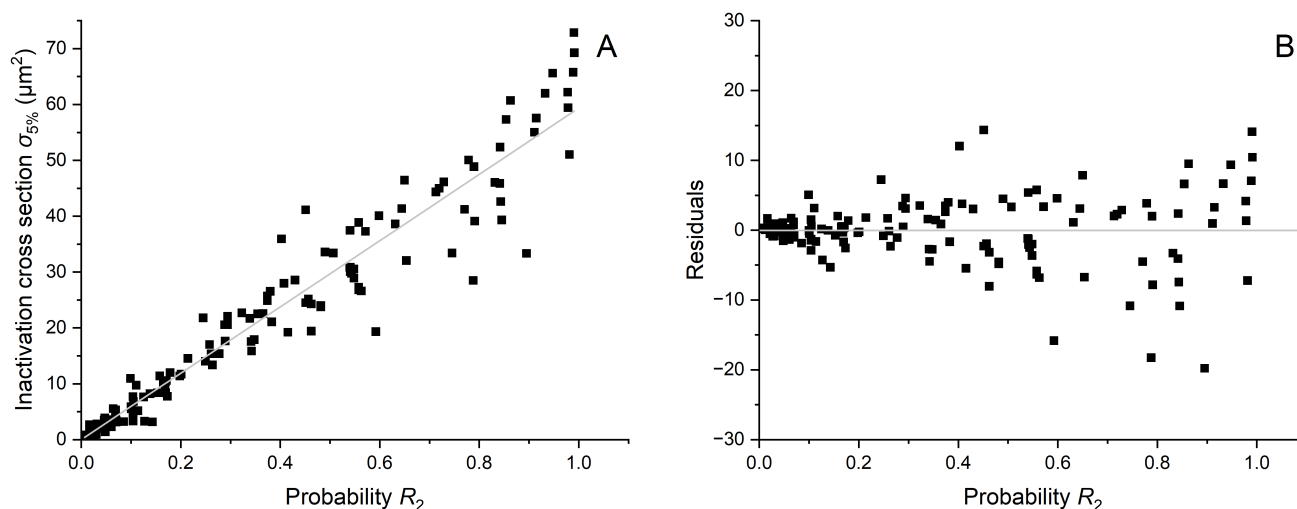 A
Inactivation cross section σ5% (μm²)
70
60
50
40
30
20
10
0
0.0 0.2 0.4 0.6 0.8 1.0
Probability R2
B
Residuals
30
20
10
0
−10
−20
−30
0.0 0.2 0.4 0.6 0.8 1.0
Probability R2